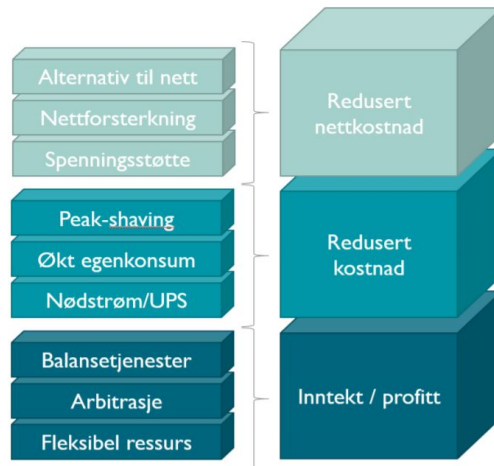 Alternativ til nett
Nettforsterkning
Spenningsstøtte
Redusert
nettkostnad
Peak-shaving
Økt egenkonsum
Nødstrøm/UPS
Redusert
kostnad
Balansetjenester
Arbitrasje
Fleksibel ressurs
Inntekt / profitt